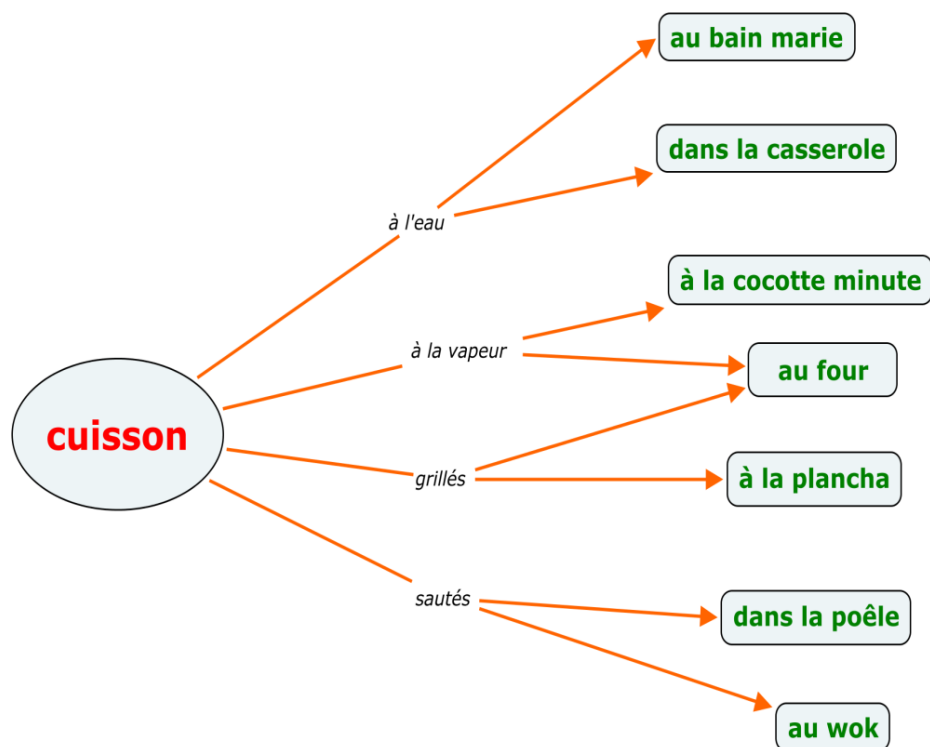 au bain marie
dans la casserole
à l'eau
à la cocotte minute
à la vapeur
au four
cuisson
grillés
à la plancha
sautés
dans la poêle
au wok